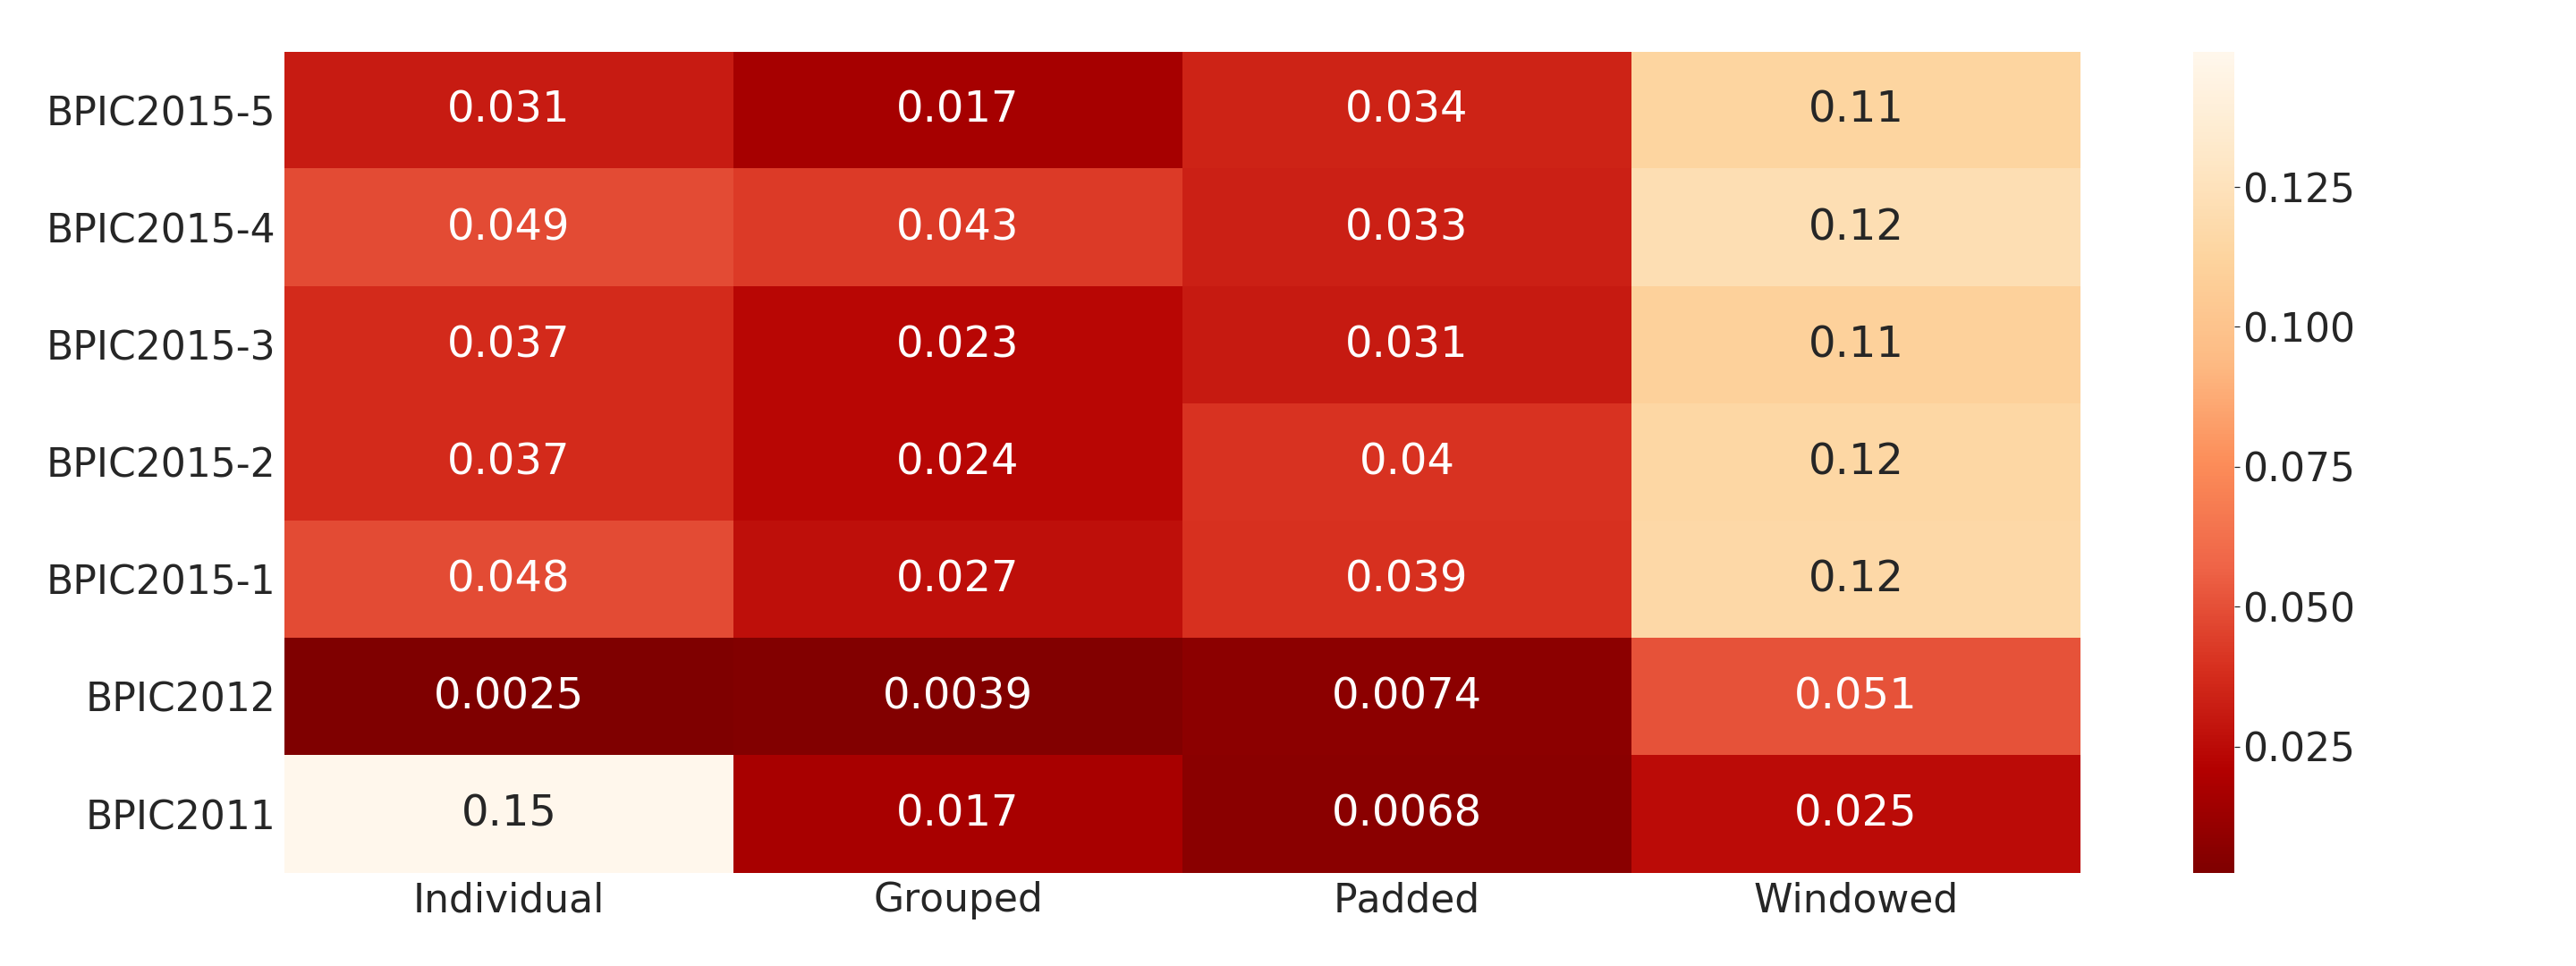 BPIC2015-5 0.031 0.017 0.034 0.11
BPIC2015-4 0.049 0.043 0.033 0.12
BPIC2015-3 0.037 0.023 0.031 0.11
BPIC2015-2 0.037 0.024 0.04 0.12
BPIC2015-1 0.048 0.027 0.039 0.12
BPIC2012 0.0025 0.0039 0.0074 0.051
BPIC2011 0.15 0.017 0.0068 0.025
Individual Grouped Padded Windowed
0.125
0.100
0.075
0.050
0.025